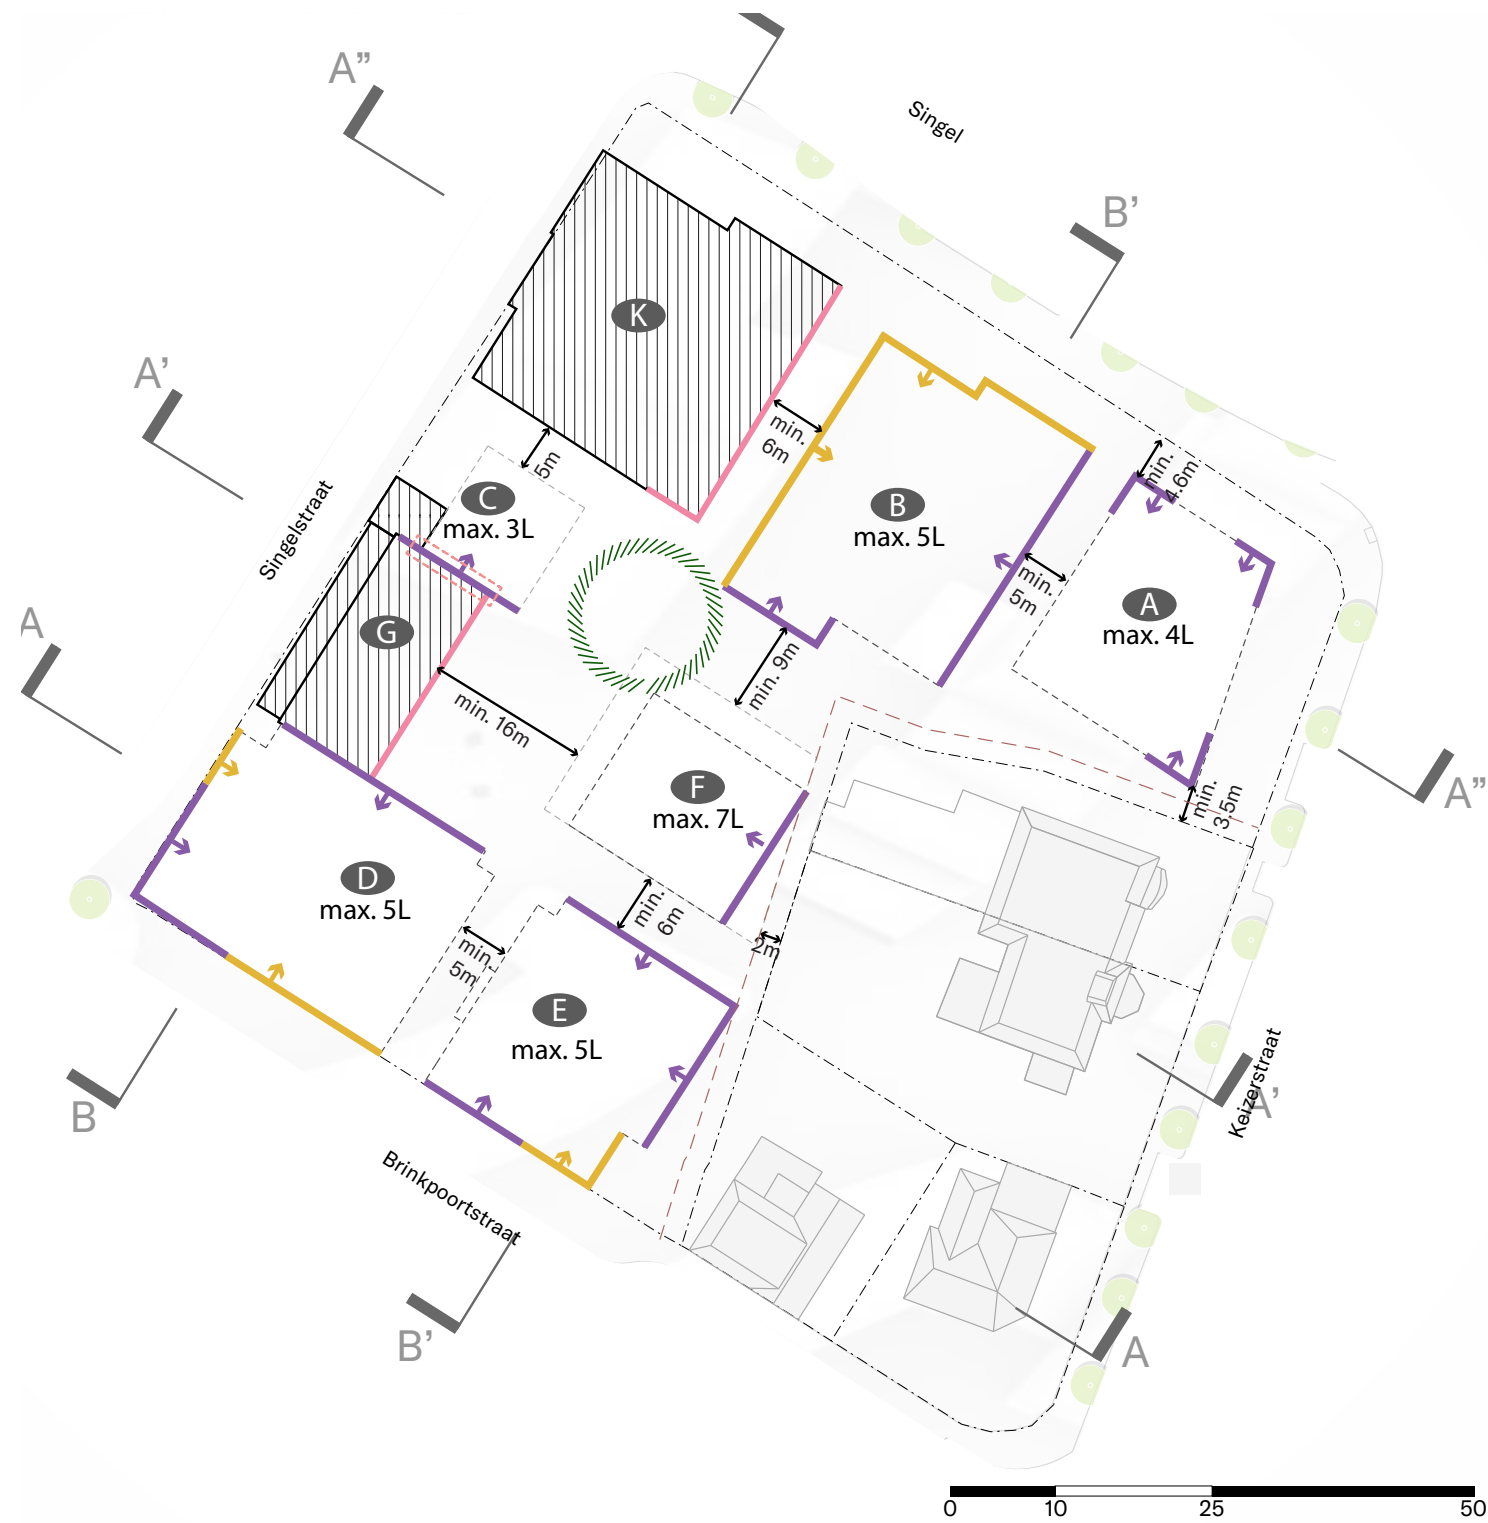 A”
Singel
B’
K
A’
min.
6m
5m
C
max. 3L
B
max. 5L
min.
4.6m
Singelstraat
min.
5m
A
max. 4L
A
G
min. 9m
min. 16m
F
max. 7L
A”
min.
3.5m
D
max. 5L
min.
6m
2m
min.
5m
E
max. 5L
B
Keizerstraat
A’
Brinkpoortstraat
B’
A
0
10
25
50